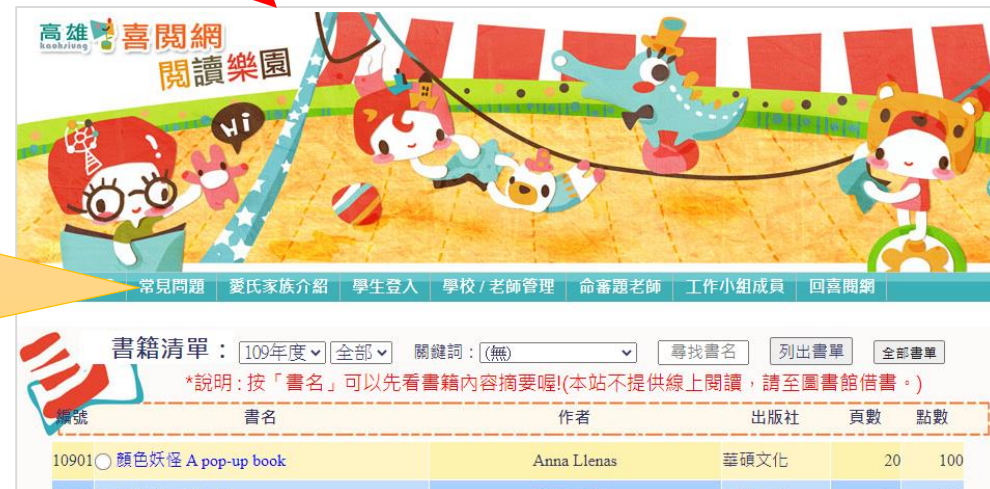 高雄 喜閱網
kaohsiung
閱讀樂園
Hi
常見問題 愛氏家族介紹 學生登入 學校 / 老師管理 命審題老師 工作小組成員 回喜閱網
書籍清單： 109年度 全部 關鍵詞：(無) 尋找書名 列出書單 全部書單
*說明：按「書名」可以先看書籍內容摘要喔!(本站不提供線上閱讀，請至圖書館借書。)
編號 書名 作者 出版社 頁數 點數
10901 顏色妖怪 A pop-up book Anna Llenas 華碩文化 20 100